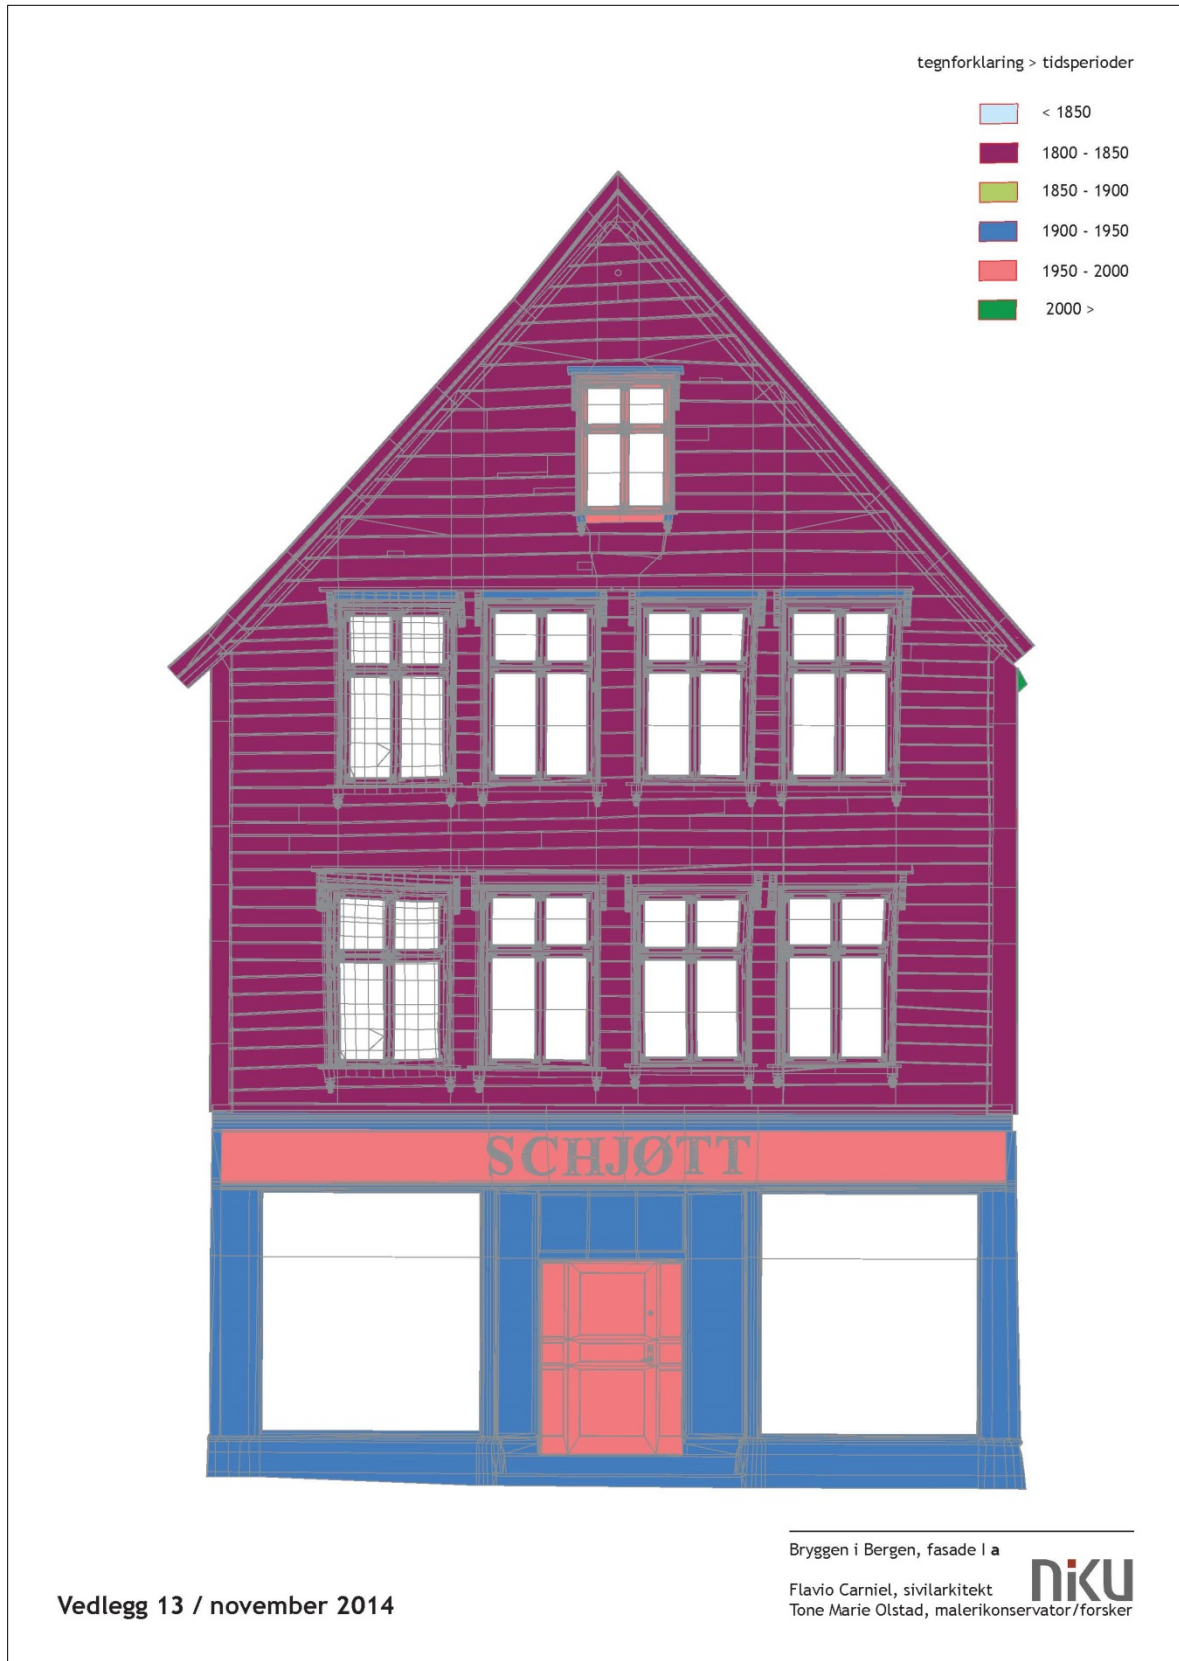 tegnforklaring > tidsperioder
< 1850
1800 - 1850
1850 - 1900
1900 - 1950
1950 - 2000
2000 >
SCHJØTT
Bryggen i Bergen, fasade I a
Flavio Carniel, sivilarkitekt
Tone Marie Olstad, malerikonservator/forsker
niku
Vedlegg 13 / november 2014